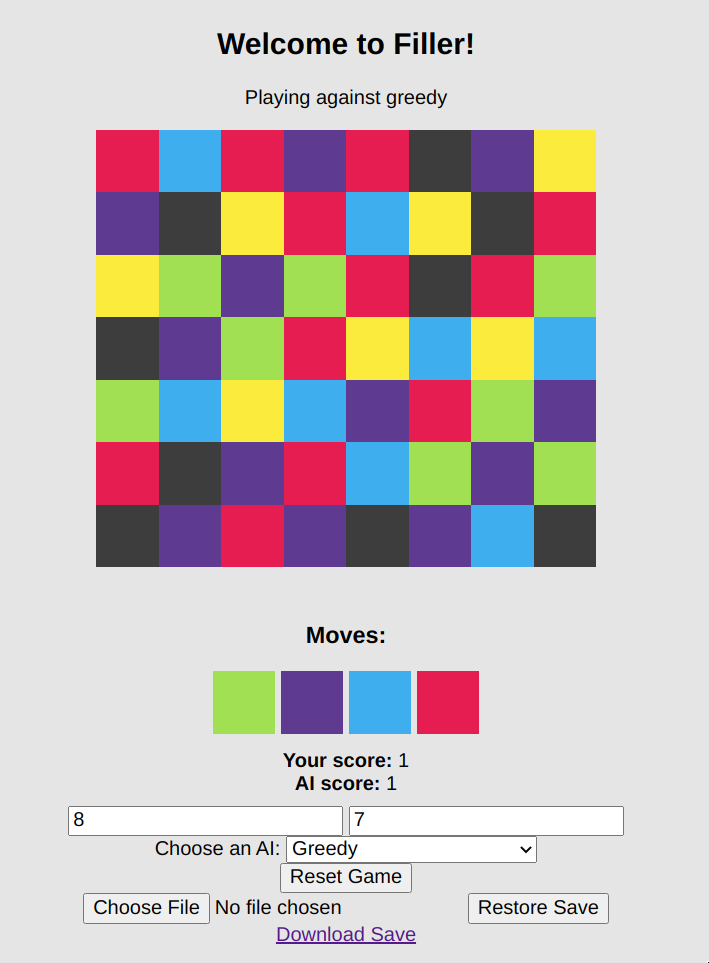 Welcome to Filler!
Playing against greedy
Moves:
Your score: 1
AI score: 1
8 7
Choose an AI: Greedy
Reset Game
Choose File No file chosen Restore Save
Download Save